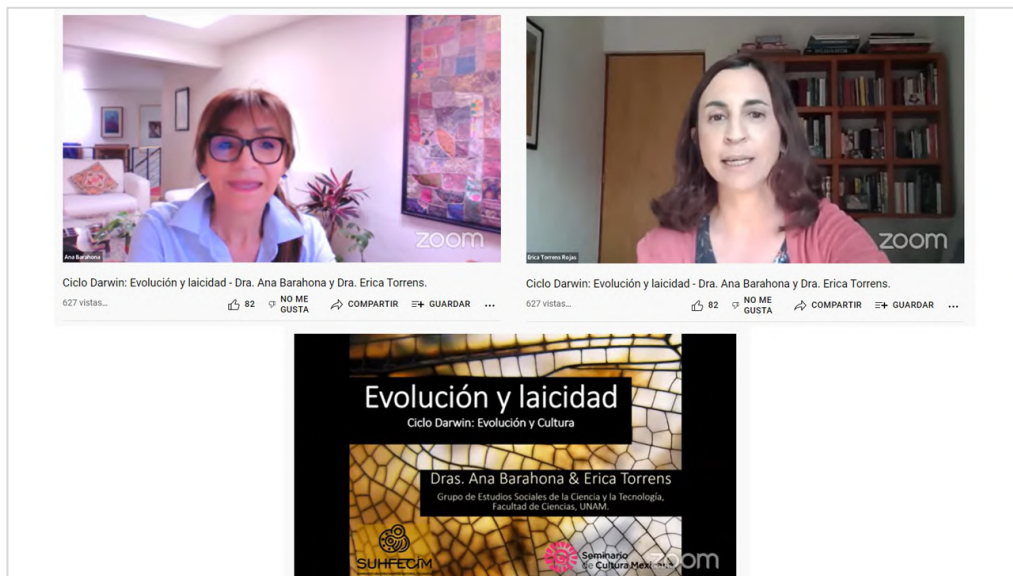 zoom
Ana Barahona
Ciclo Darwin: Evolución y laicidad - Dra. Ana Barahona y Dra. Erica Torrens.
627 vistas...
82
NO ME
GUSTA
COMPARTIR
GUARDAR
...
zoom
Erica Torrens Rojas
Ciclo Darwin: Evolución y laicidad - Dra. Ana Barahona y Dra. Erica Torrens.
627 vistas...
82
NO ME
GUSTA
COMPARTIR
GUARDAR
...
Evolución y laicidad
Ciclo Darwin: Evolución y Cultura
Dras. Ana Barahona & Erica Torrens
Grupo de Estudios Sociales de la Ciencia y la Tecnología,
Facultad de Ciencias, UNAM.
SUHFECIM
Seminario
de Cultura
zoom